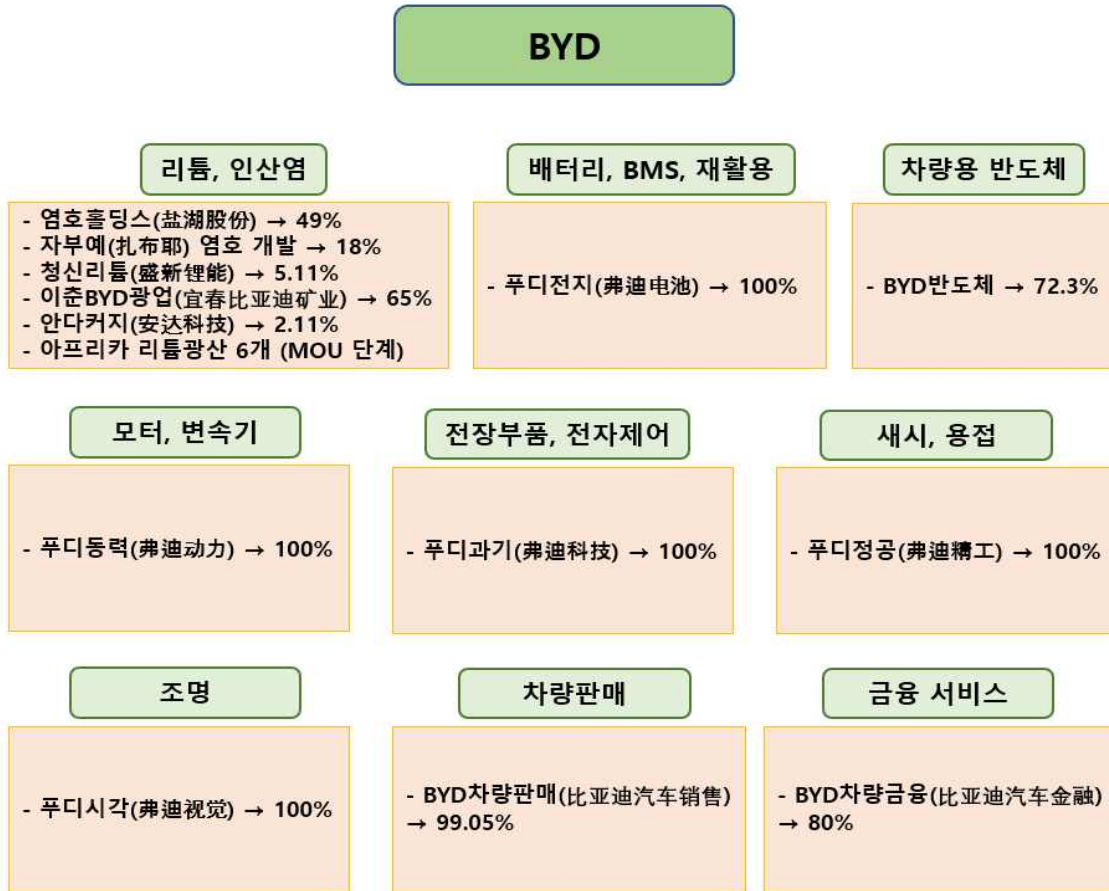 BYD
리튬, 인산염
- 염호홀딩스(盐湖股份) → 49%
- 자부예(扎布耶) 염호 개발 → 18%
- 청신리튬(盛新锂能) → 5.11%
- 이춘BYD광업(宜春比亚迪矿业) → 65%
- 안다커지(安达科技) → 2.11%
- 아프리카 리튬광산 6개 (MOU 단계)
배터리, BMS, 재활용
- 푸디전지(弗迪电池) → 100%
차량용 반도체
- BYD반도체 → 72.3%
모터, 변속기
- 푸디동력(弗迪动力) → 100%
전장부품, 전자제어
- 푸디과기(弗迪科技) → 100%
새시, 용접
- 푸디정공(弗迪精工) → 100%
조명
- 푸디시각(弗迪视觉) → 100%
차량판매
- BYD차량판매(比亚迪汽车销售)
→ 99.05%
금융 서비스
- BYD차량금융(比亚迪汽车金融)
→ 80%